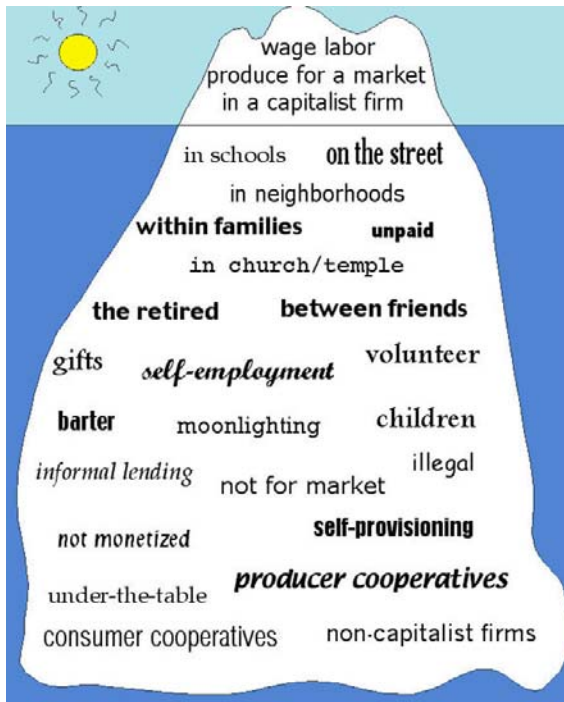 wage labor
produce for a market
in a capitalist firm
in schools on the street
in neighborhoods
within families unpaid
in church/temple
the retired between friends
gifts self-employment volunteer
barter moonlighting children
informal lending not for market illegal
not monetized self-provisioning
under-the-table producer cooperatives
consumer cooperatives non-capitalist firms